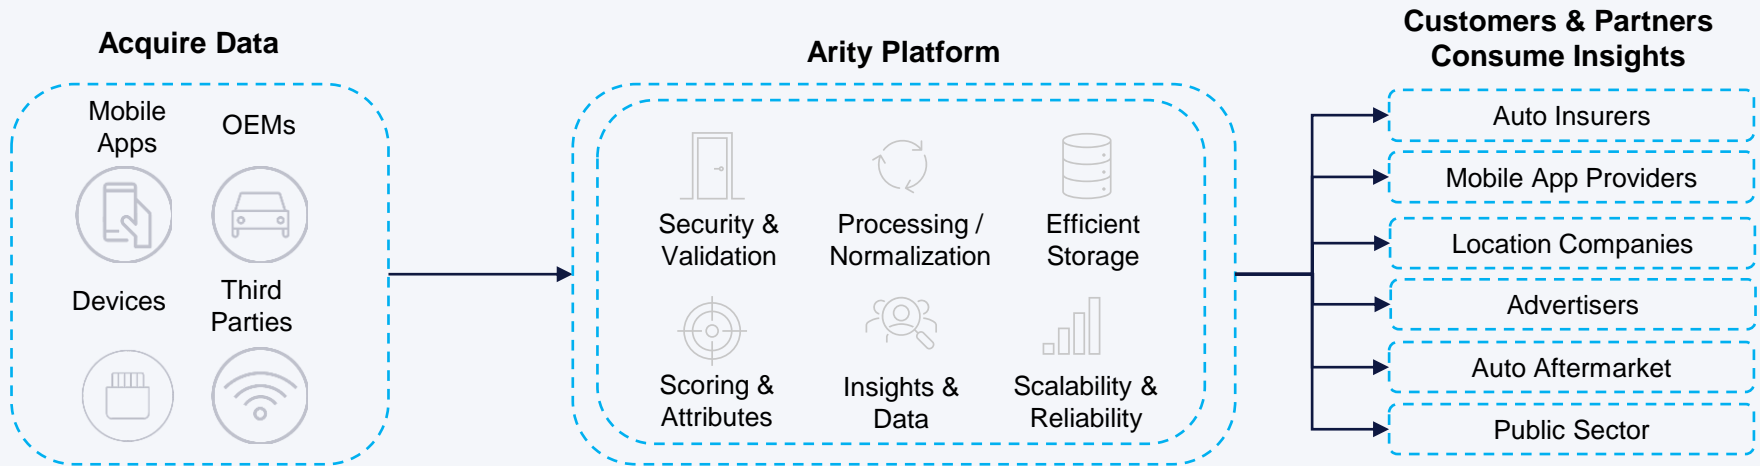 Acquire Data
Mobile
Apps
OEMs
Devices
Third
Parties
Arity Platform
Security &
Validation
Processing /
Normalization
Efficient
Storage
Scoring &
Attributes
Insights &
Data
Scalability &
Reliability
Customers & Partners
Consume Insights
Auto Insurers
Mobile App Providers
Location Companies
Advertisers
Auto Aftermarket
Public Sector